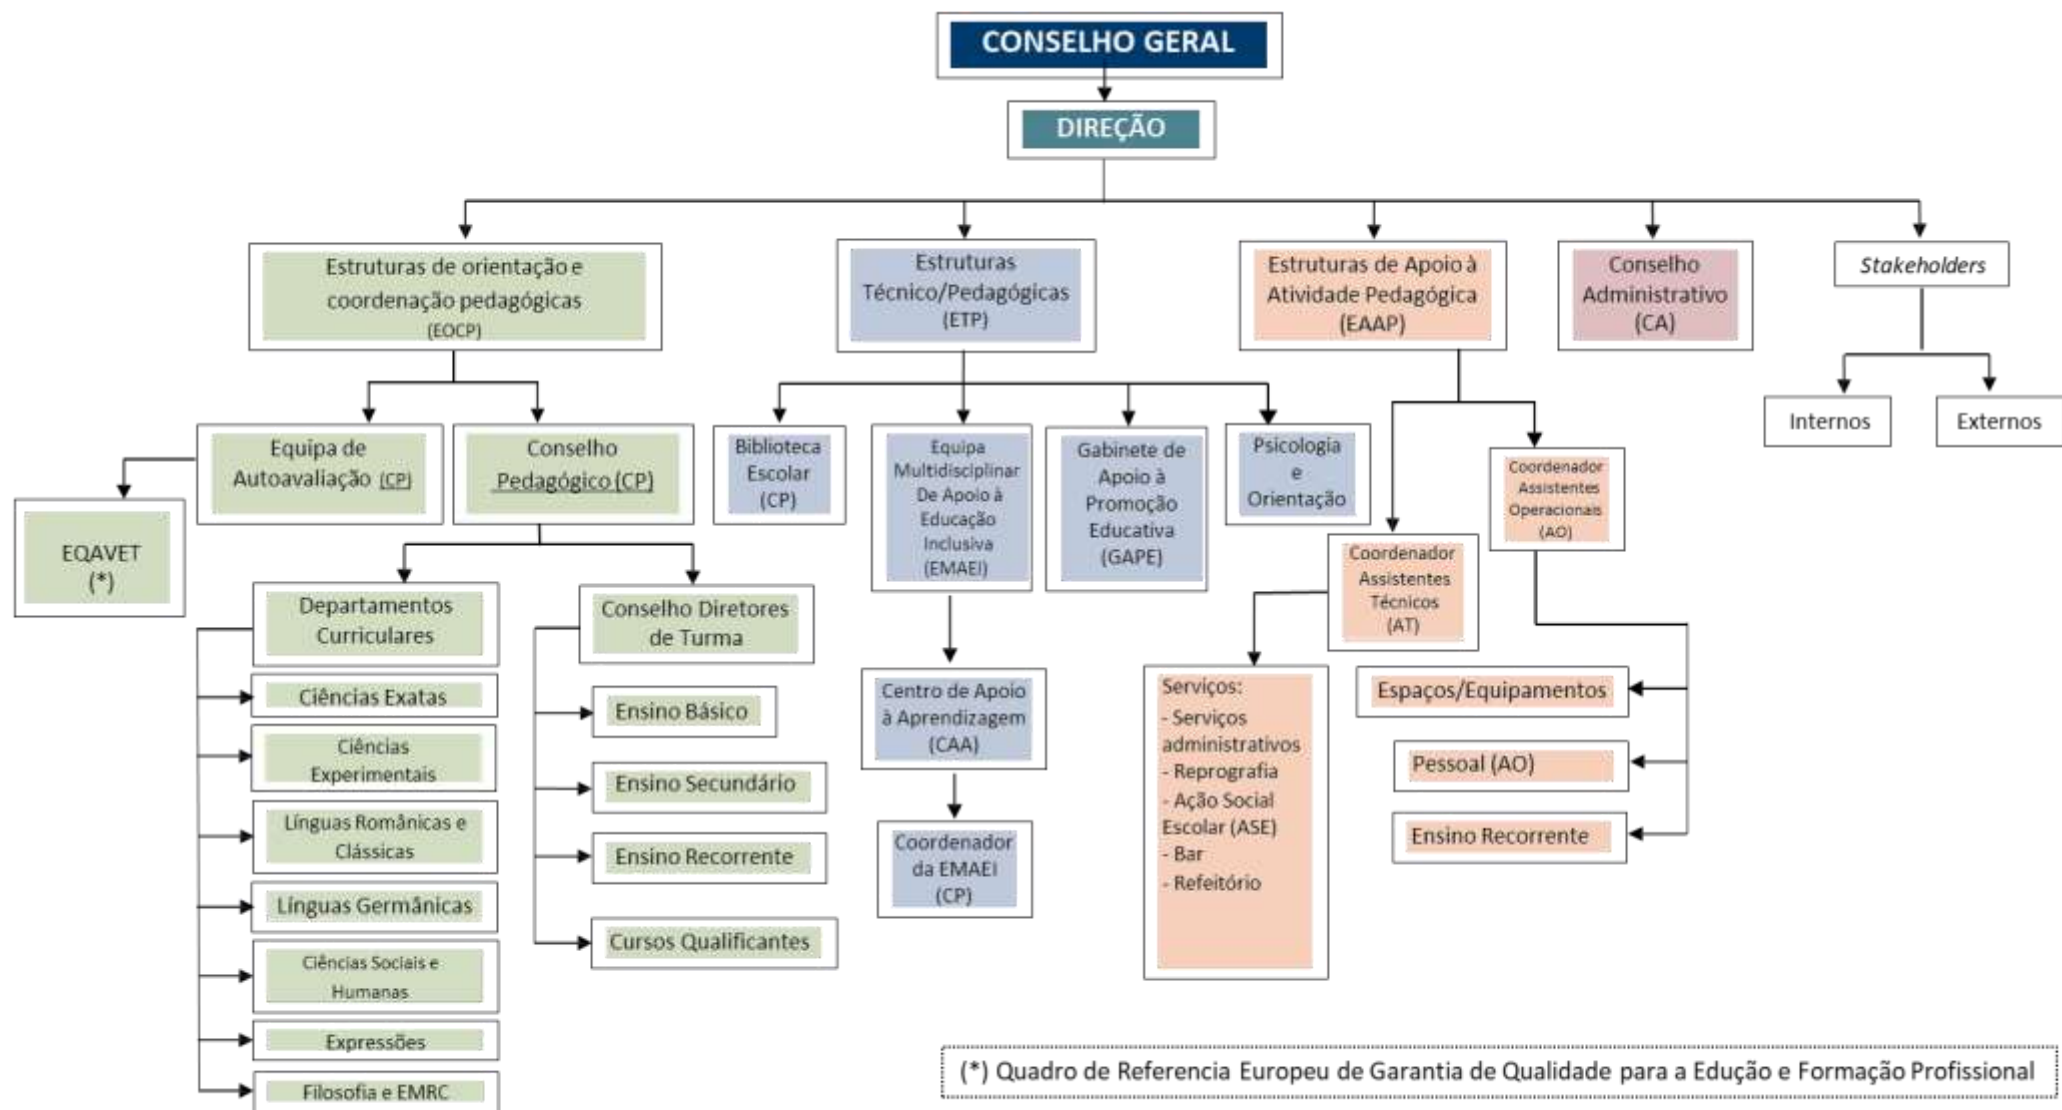 CONSELHO GERAL
DIREÇÃO
Estruturas de orientação e
coordenação pedagógicas
(EOCP)
Estruturas
Técnico/Pedagógicas
(ETP)
Estruturas de Apoio à
Atividade Pedagógica
(EAAP)
Conselho
Administrativo
(CA)
Stakeholders
Internos
Externos
Equipa de
Autoavaliação (CP)
Conselho
Pedagógico (CP)
Biblioteca
Escolar
(CP)
Equipa
Multidisciplinar
De Apoio à
Educação
Inclusiva
(EMAEI)
Gabinete de
Apoio à
Promoção
Educativa
(GAPE)
Psicologia
e
Orientação
Coordenador
Assistentes
Operacionais
(AO)
EQAVET
(*)
Coordenador
Assistentes
Técnicos
(AT)
Departamentos
Curriculares
Conselho Diretores
de Turma
Ciências Exatas
Ciências
Experimentais
Línguas Românicas e
Clássicas
Línguas Germânicas
Ciências Sociais e
Humanas
Expressões
Filosofia e EMRC
Ensino Básico
Ensino Secundário
Ensino Recorrente
Cursos Qualificantes
Centro de Apoio
à Aprendizagem
(CAA)
Coordenador
da EMAEI
(CP)
Serviços:
- Serviços
administrativos
- Reprografia
- Ação Social
Escolar (ASE)
- Bar
- Refeitório
Espaços/Equipamentos
Pessoal (AO)
Ensino Recorrente
(*) Quadro de Referencia Europeu de Garantia de Qualidade para a Edução e Formação Profissional